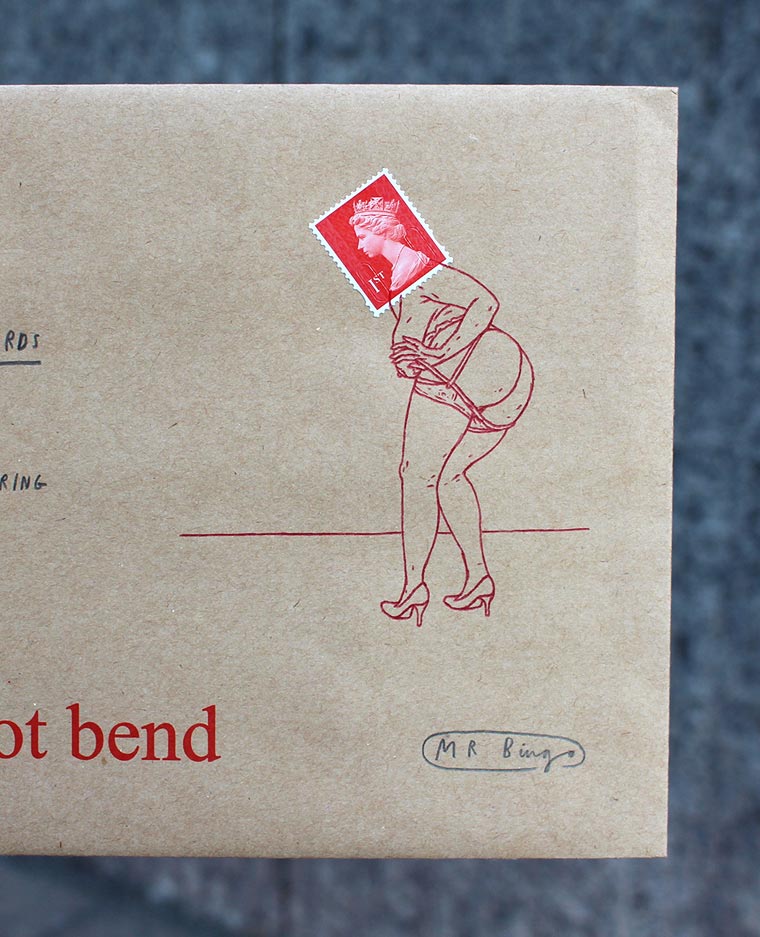 1ST
RDS
RING
ot bend
MR Bingo